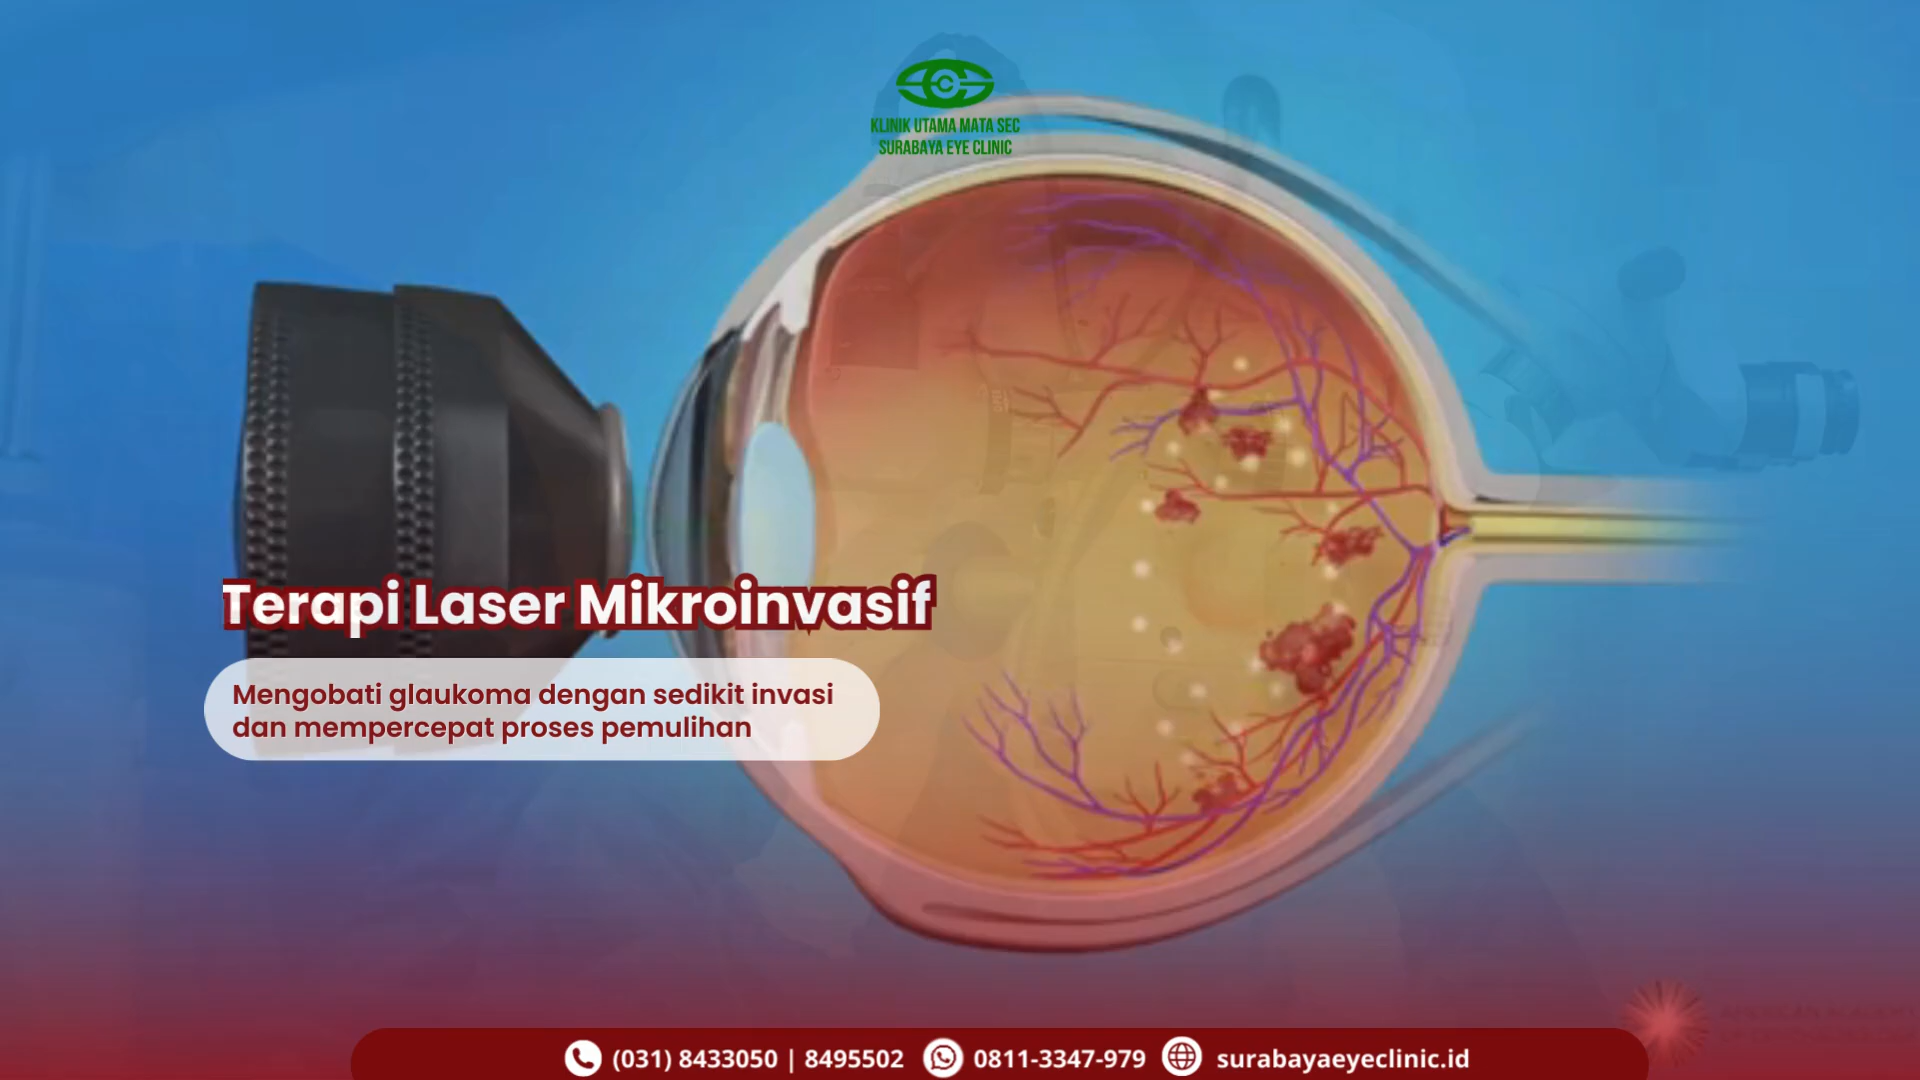 KLINIK UTAMA MATA SEC
SURABAYA EYE CLINIC
Terapi Laser Mikroinvasif
Mengobati glaukoma dengan sedikit invasi
dan mempercepat proses pemulihan
(031) 8433050 | 8495502 0811-3347-979 surabayaeyeclinic.id